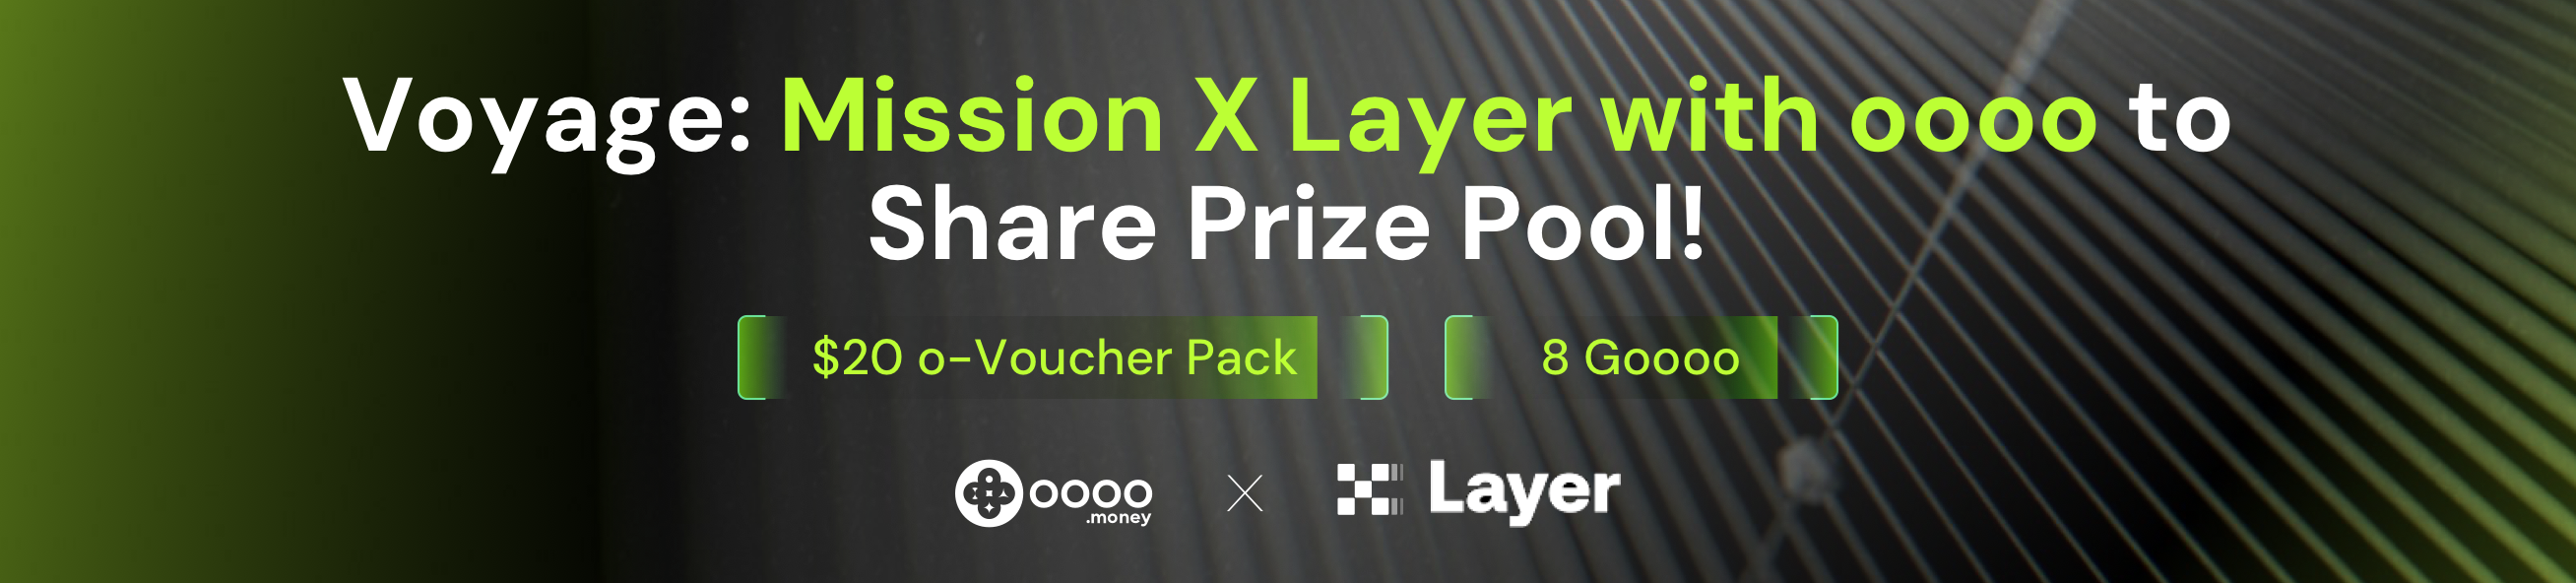 Voyage: Mission X Layer with oooo to
Share Prize Pool!
$20 o-Voucher Pack
8 Goooo
oooo
.money
X Layer